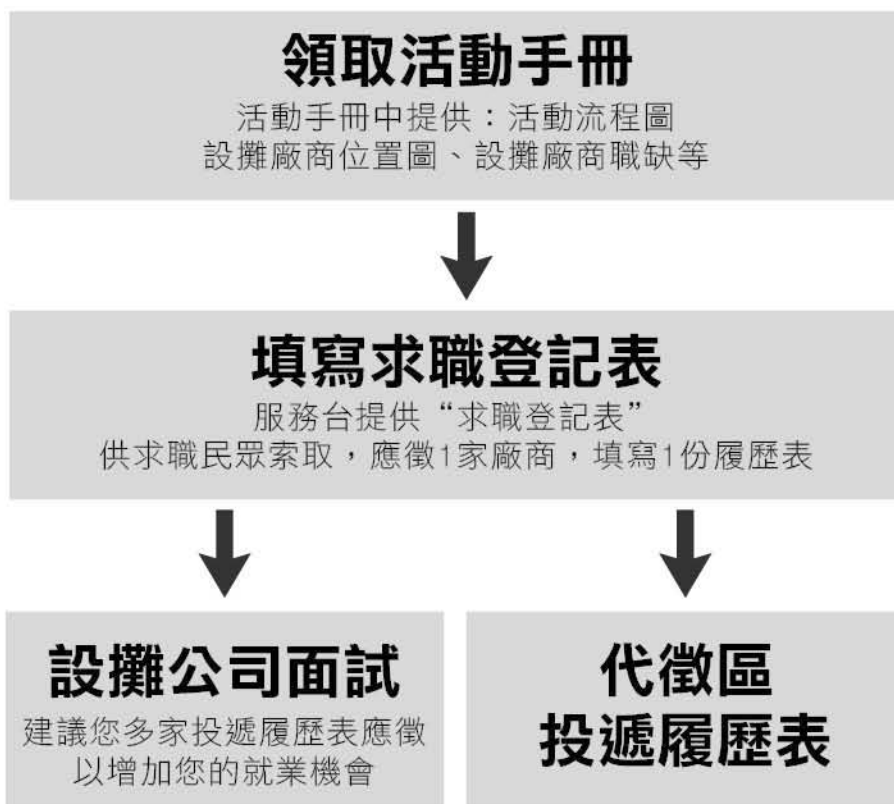 領取活動手冊
活動手冊中提供：活動流程圖
設攤廠商位置圖、設攤廠商職缺等
填寫求職登記表
服務台提供“求職登記表”
供求職民眾索取，應徵1家廠商，填寫1份履歷表
設攤公司面試
建議您多家投遞履歷表應徵
以增加您的就業機會
代徵區
投遞履歷表